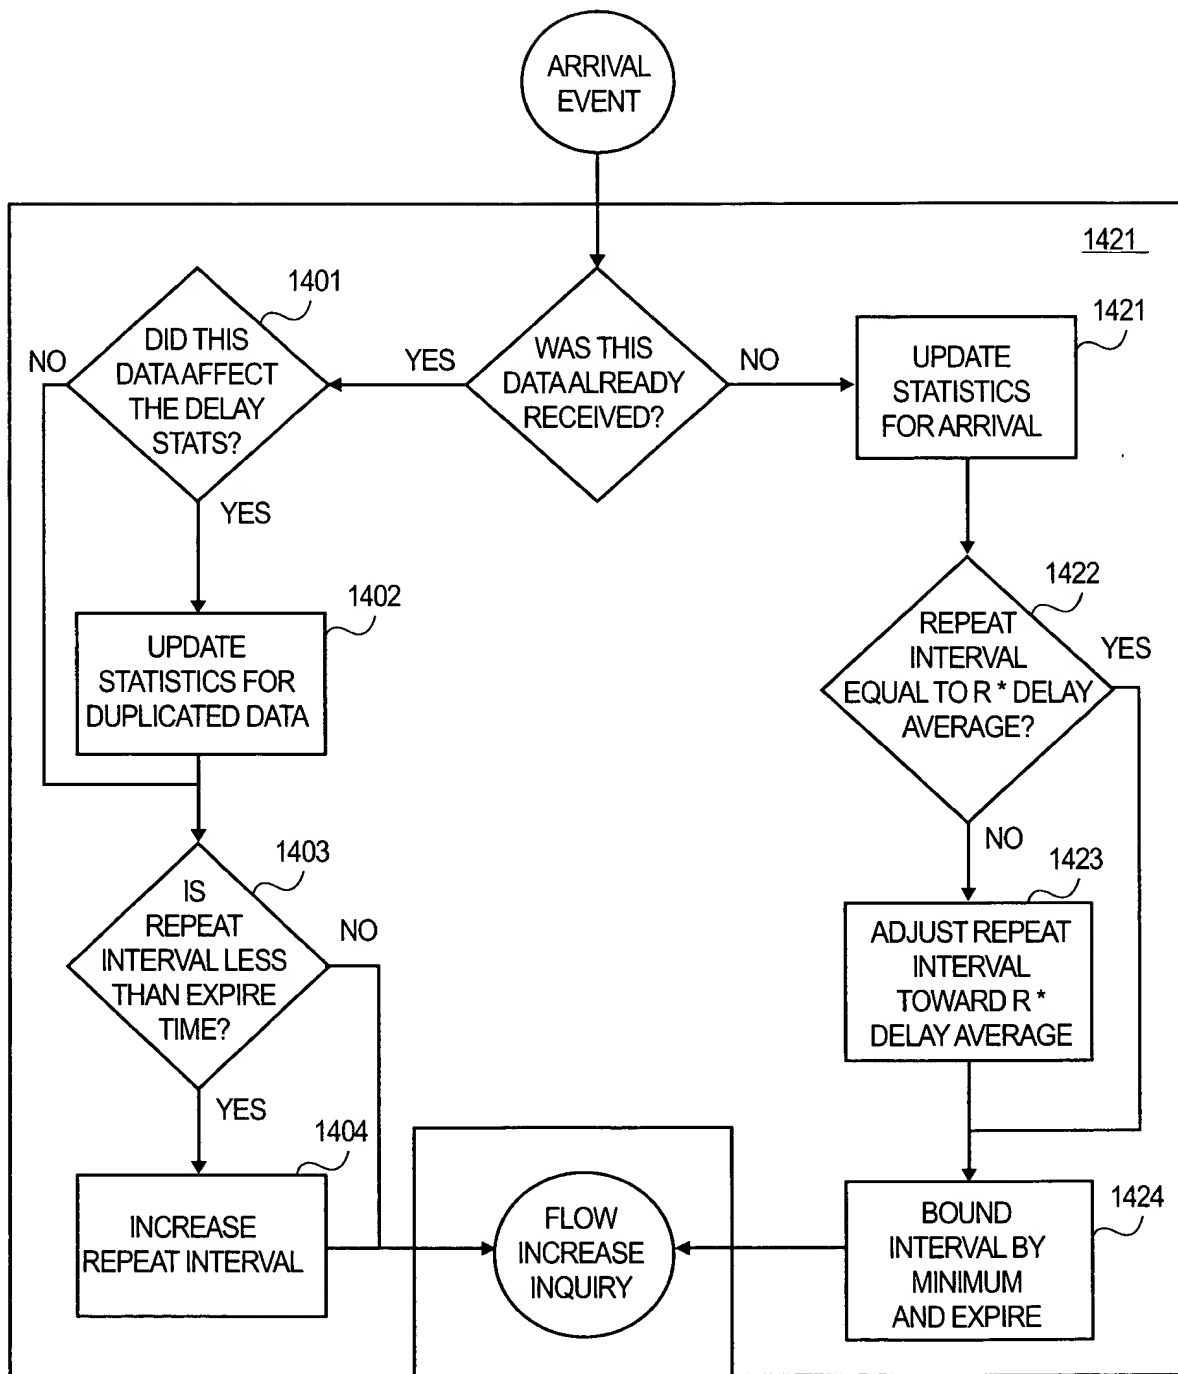 ARRIVAL
EVENT
1421
1401
DID THIS
DATA AFFECT
THE DELAY
STATS?
NO
YES
YES
WAS THIS
DATA ALREADY
RECEIVED?
NO
1421
UPDATE
STATISTICS
FOR ARRIVAL
1422
REPEAT
INTERVAL
EQUAL TO R * DELAY
AVERAGE?
YES
NO
1402
UPDATE
STATISTICS FOR
DUPLICATED DATA
1403
IS
REPEAT
INTERVAL LESS
THAN EXPIRE
TIME?
NO
YES
1423
ADJUST REPEAT
INTERVAL
TOWARD R *
DELAY AVERAGE
1404
INCREASE
REPEAT INTERVAL
FLOW
INCREASE
INQUIRY
1424
BOUND
INTERVAL BY
MINIMUM
AND EXPIRE